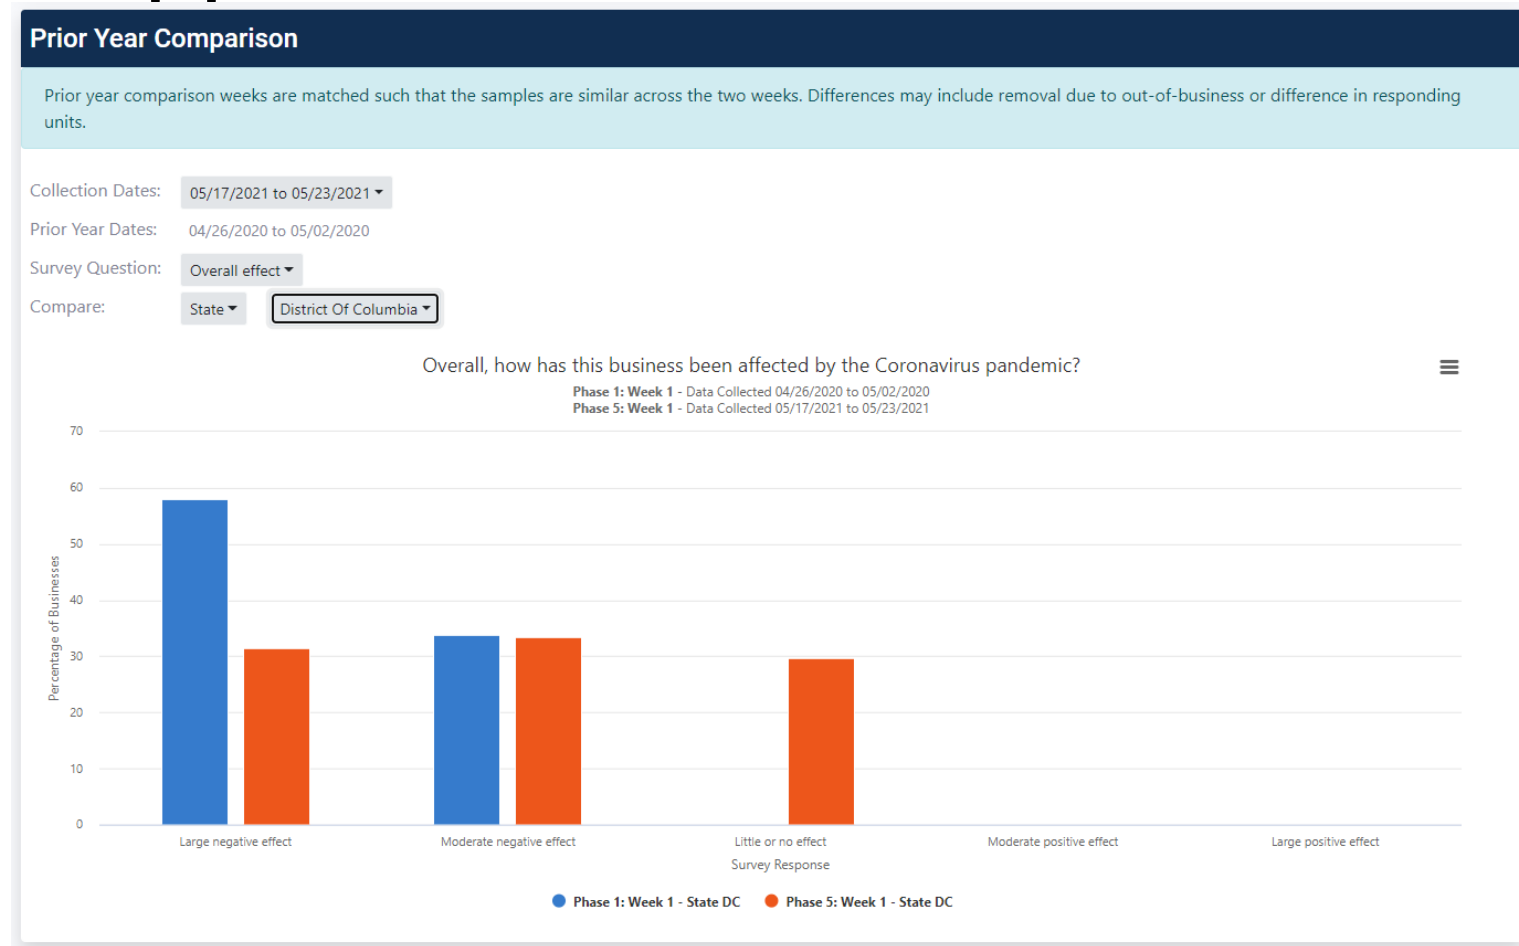 Prior Year Comparison
Prior year comparison weeks are matched such that the samples are similar across the two weeks. Differences may include removal due to out-of-business or difference in responding
units.
Collection Dates: 05/17/2021 to 05/23/2021
Prior Year Dates: 04/26/2020 to 05/02/2020
Survey Question: Overall effect
Compare: State District Of Columbia
Overall, how has this business been affected by the Coronavirus pandemic?
Phase 1: Week 1 - Data Collected 04/26/2020 to 05/02/2020
Phase 5: Week 1 - Data Collected 05/17/2021 to 05/23/2021
70
60
50
40
30
20
10
0
Percentage of Businesses
Large negative effect Moderate negative effect Little or no effect Moderate positive effect Large positive effect
Survey Response
Phase 1: Week 1 - State DC Phase 5: Week 1 - State DC